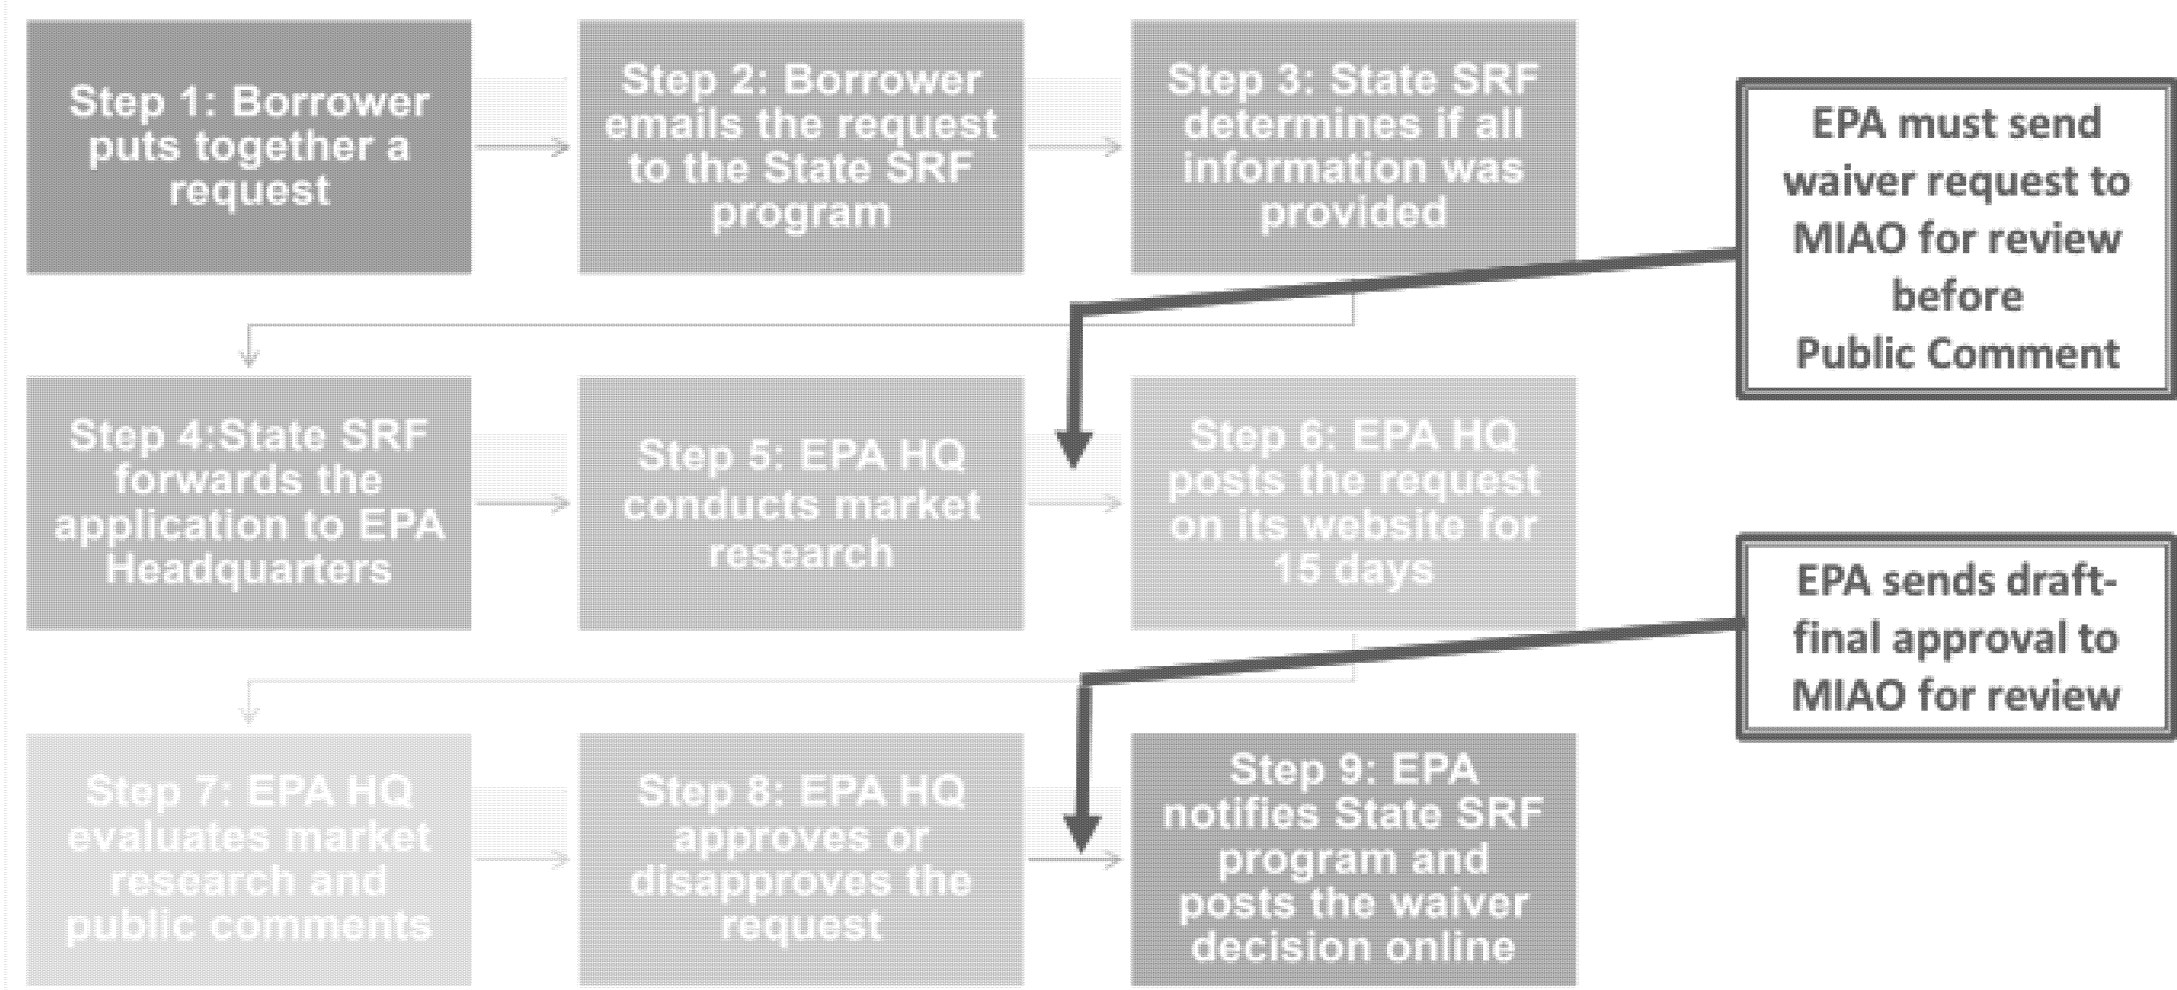 Step 1: Borrower
puts together a
request
Step 2: Borrower
emails the request
to the State SRF
program
Step 3: State SRF
determines if all
information was
provided
EPA must send
waiver request to
MIAO for review
before
Public Comment
Step 4:State SRF
forwards the
application to EPA
Headquarters
Step 5: EPA HQ
conducts market
research
Step 6: EPA HQ
posts the request
on its website for
15 days
EPA sends draft-
final approval to
MIAO for review
Step 7: EPA HQ
evaluates market
research and
public comments
Step 8: EPA HQ
approves or
disapproves the
request
Step 9: EPA
notifies State SRF
program and
posts the waiver
decision online